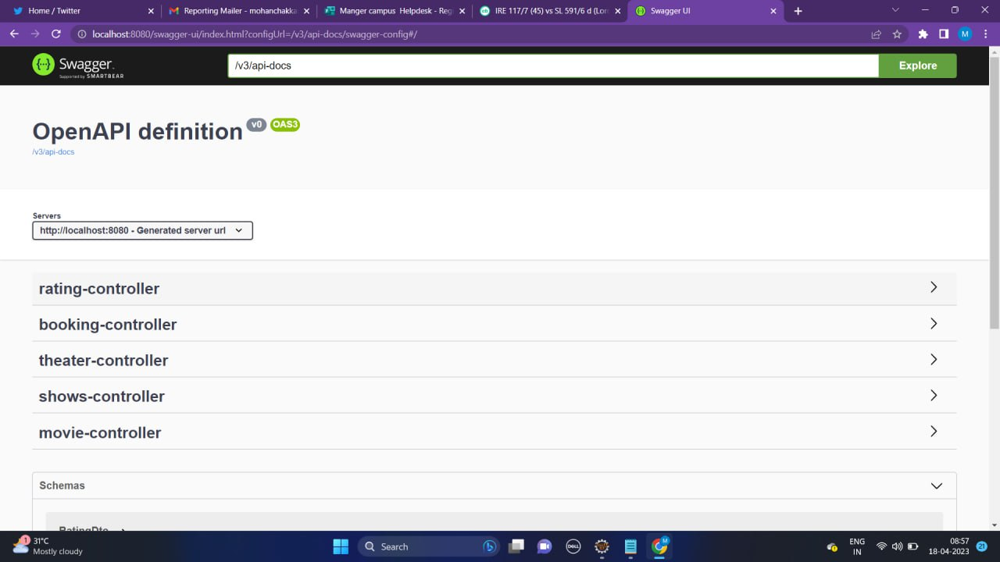 Home / Twitter
Reporting Mailer - mohanchakka
Manger campus Helpdesk - Reg
IRE 117/7 (45) vs SL 591/6 d (Lor
Swagger UI
localhost:8080/swagger-ui/index.html?configUrl=/v3/api-docs/swagger-config#/
M
Swagger.
Supported by SMARTBEAR
/v3/api-docs
Explore
OpenAPI definition v0 OAS3
/v3/api-docs
Servers
http://localhost:8080 - Generated server url
rating-controller
booking-controller
theater-controller
shows-controller
movie-controller
Schemas
RatingDto
1
31°C
Mostly cloudy
Search
DELL
M
ENG
IN
08:57
18-04-2023
21